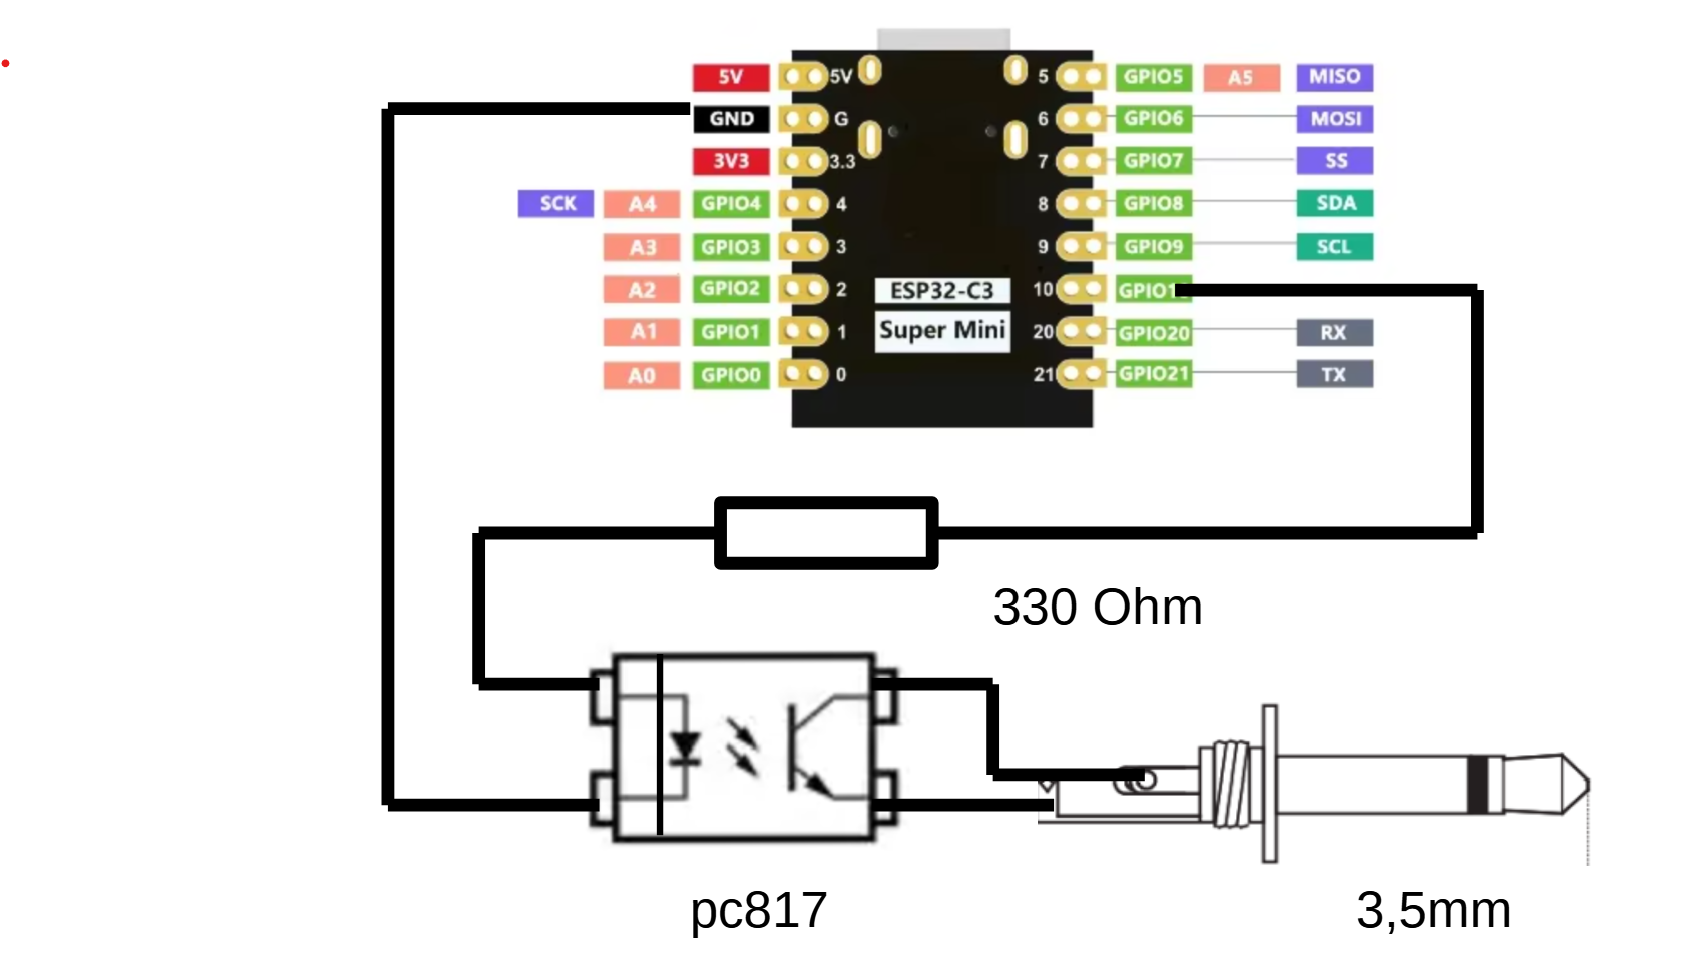 5V 5V 5 GPIO5 A5 MISO
GND G 6 GPIO6 MOSI
3V3 3.3 7 GPIO7 SS
SCK A4 GPIO4 4 8 GPIO8 SDA
A3 GPIO3 3 9 GPIO9 SCL
A2 GPIO2 2 ESP32-C3 10
A1 GPIO1 1 Super Mini 20 GPIO20 RX
A0 GPIO0 0 21 GPIO21 TX
330 Ohm
pc817 3,5mm